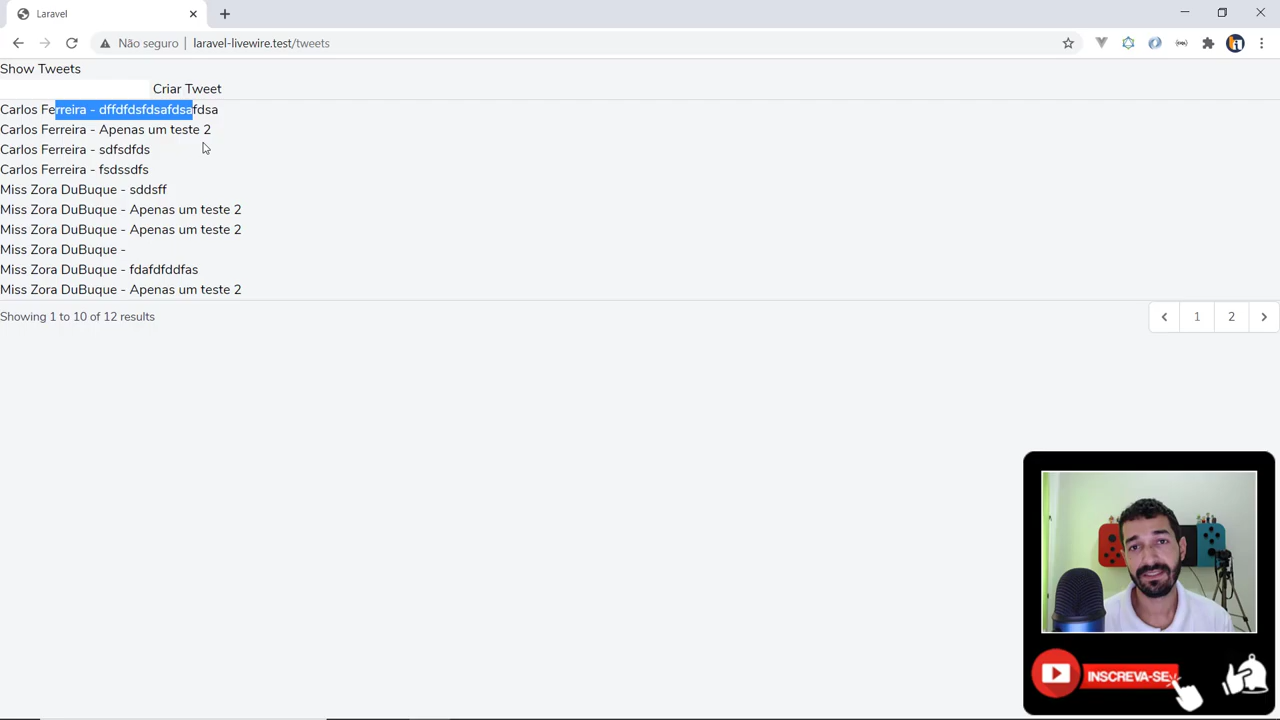 Laravel
Não seguro laravel-livewire.test/tweets
Show Tweets
Criar Tweet
Carlos Ferreira - dffdfdsfdsafdsafdsa
Carlos Ferreira - Apenas um teste 2
Carlos Ferreira - sdfsdfds
Carlos Ferreira - fsdssdfs
Miss Zora DuBuque - sddsff
Miss Zora DuBuque - Apenas um teste 2
Miss Zora DuBuque - Apenas um teste 2
Miss Zora DuBuque -
Miss Zora DuBuque - fdafdfddfas
Miss Zora DuBuque - Apenas um teste 2
Showing 1 to 10 of 12 results
1 2
INSCREVA-SE